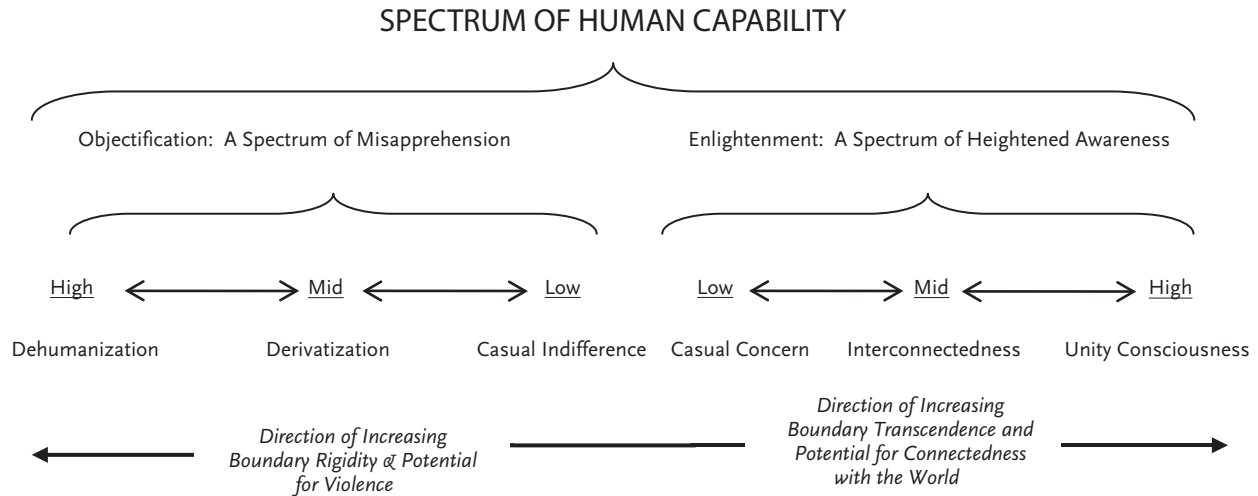 SPECTRUM OF HUMAN CAPABILITY
Objectification: A Spectrum of Misapprehension
Enlightenment: A Spectrum of Heightened Awareness
High
Mid
Low
Low
Mid
High
Dehumanization
Derivatization
Casual Indifference
Casual Concern
Interconnectedness
Unity Consciousness
Direction of Increasing
Boundary Rigidity & Potential
for Violence
Direction of Increasing
Boundary Transcendence and
Potential for Connectedness
with the World